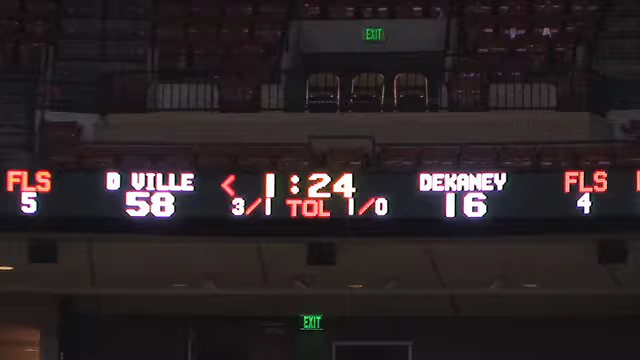 EXIT
FLS D VILLE < 1:24 DEKANEY FLS
5 58 3/1 TOL 1/0 16 4
EXIT